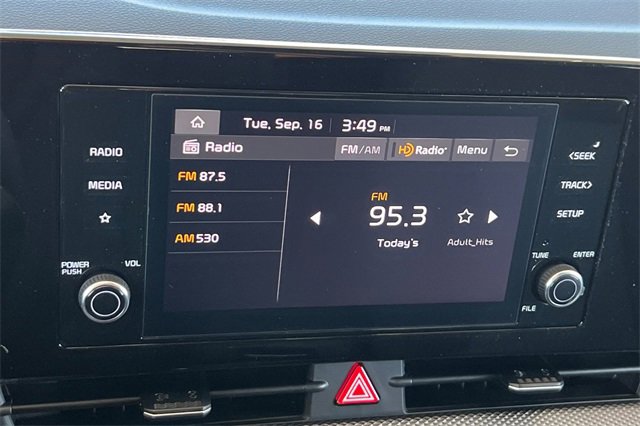 Tue, Sep. 16 3:49 PM
Radio FM/AM HD Radio Menu
FM 87.5
FM 88.1
AM 530
FM
95.3
Today's Adult_Hits
RADIO
MEDIA
POWER PUSH VOL
<SEEK
TRACK>
SETUP
TUNE ENTER
FILE